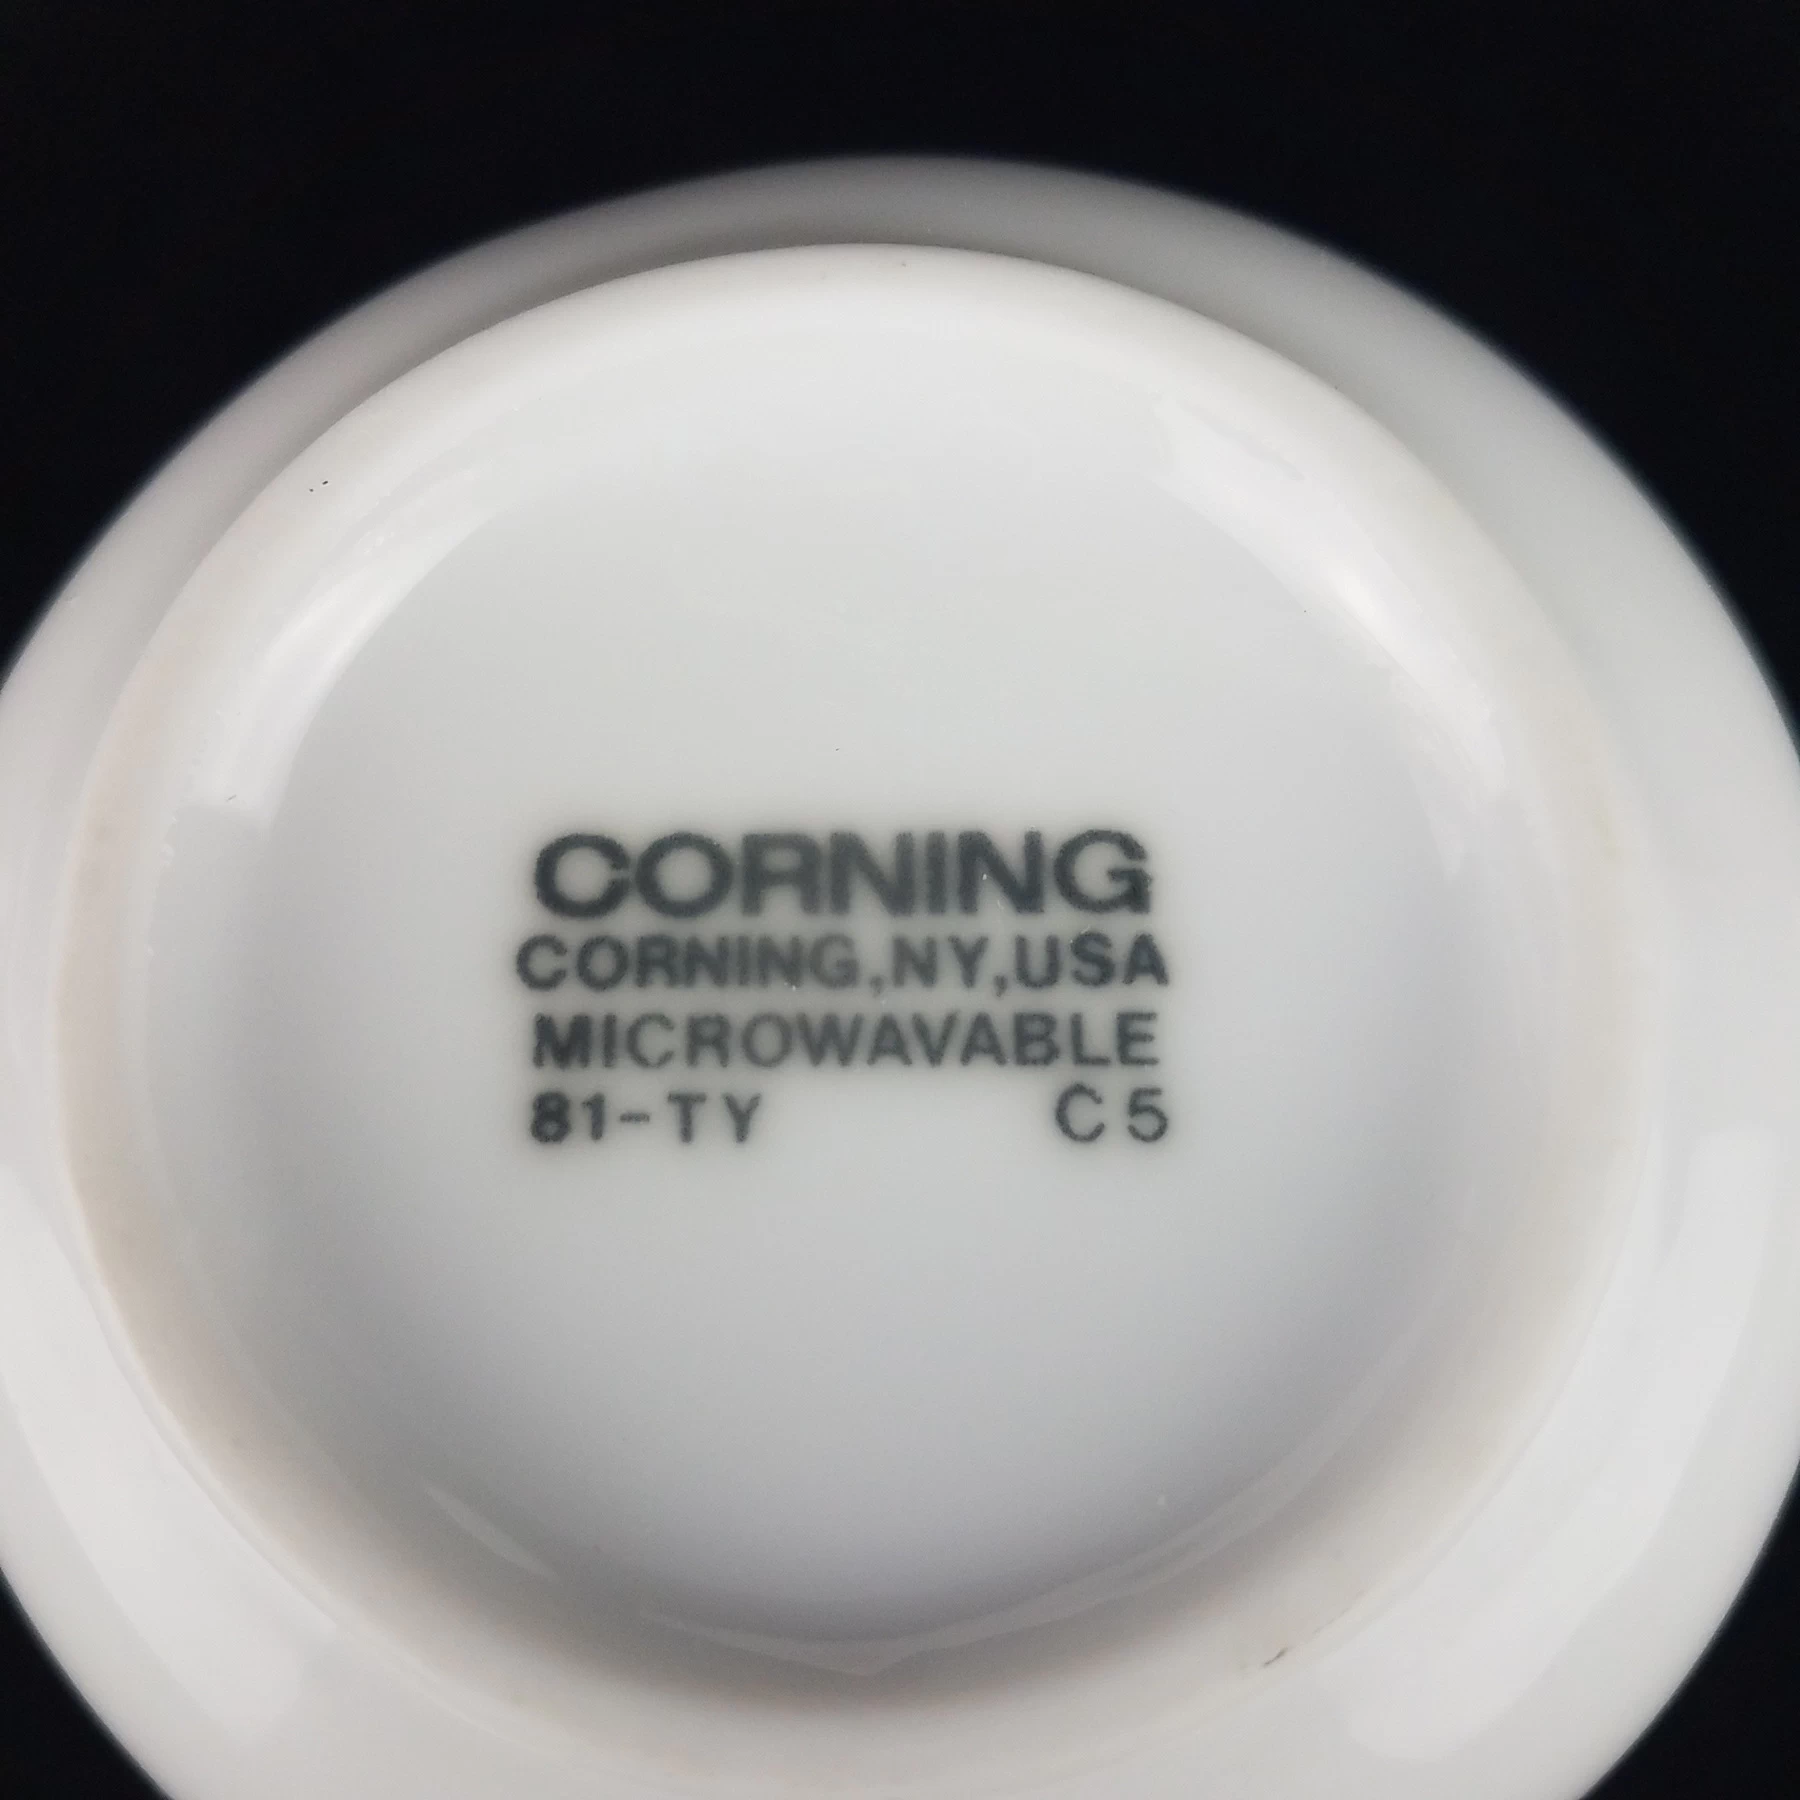 CORNING
CORNING,NY,USA
MICROWAVABLE
81-TY C5